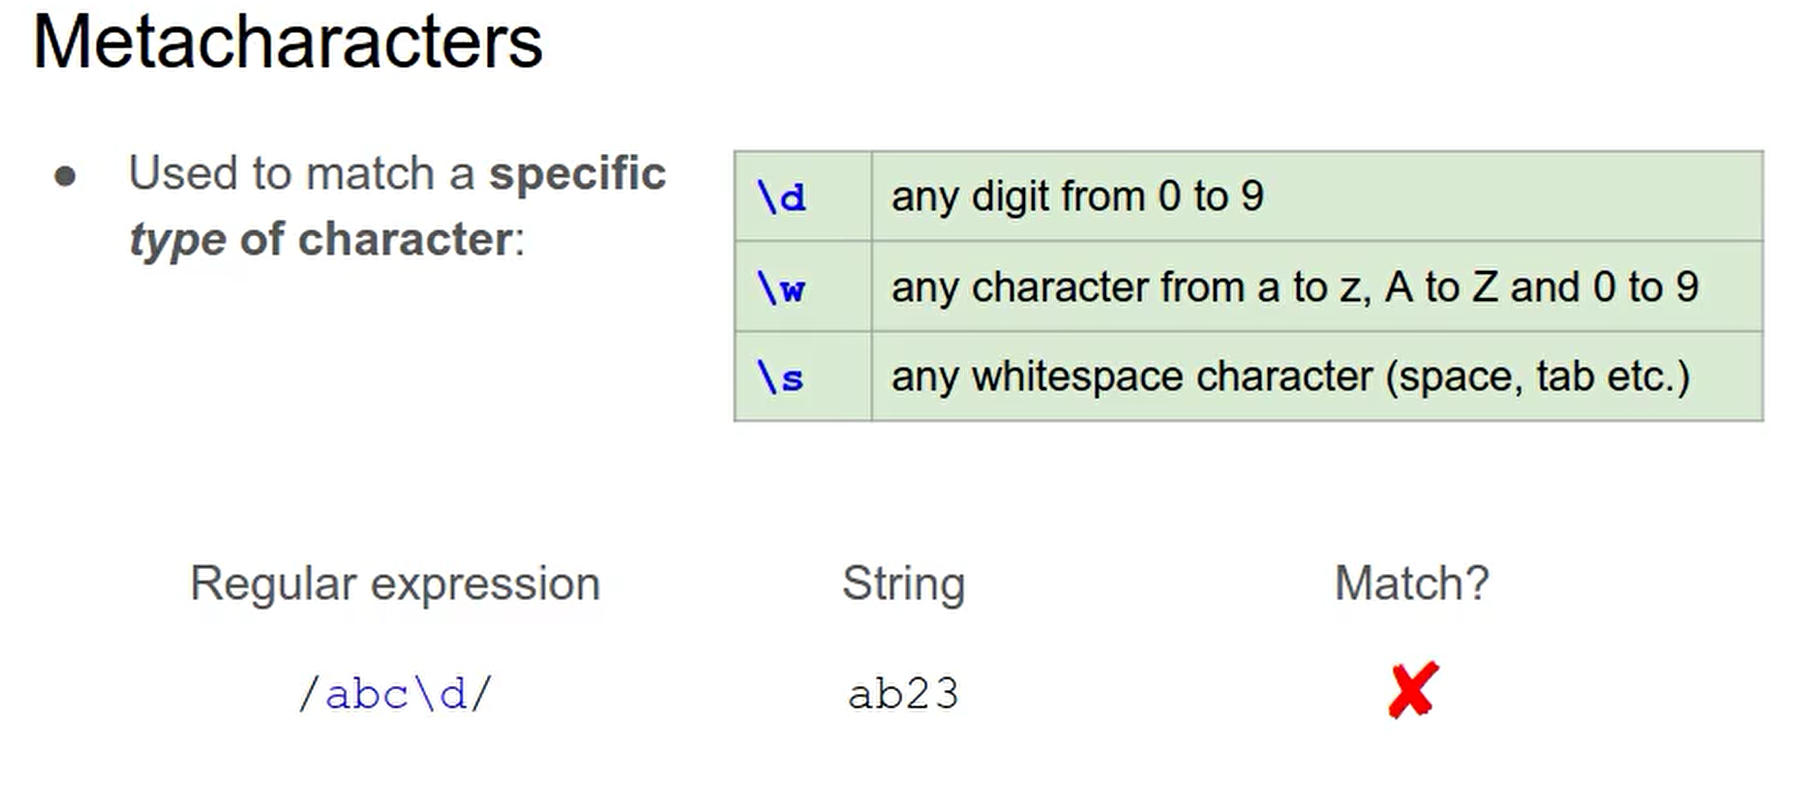 Metacharacters
● Used to match a specific
type of character:
\d any digit from 0 to 9
\w any character from a to z, A to Z and 0 to 9
\s any whitespace character (space, tab etc.)
Regular expression String Match?
/abc\d/ ab23 ✘